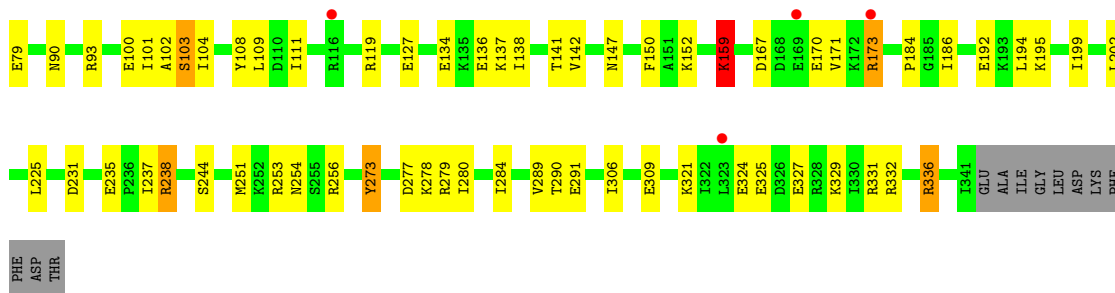 E79 N90 R93 E100 I101 A102 S103 I104 Y108 L109 D110 I111 R116 R119 E127 E134 K135 E136 K137 I138 T141 V142 N147 F150 A151 K152 K159 D167 D168 E169 E170 V171 K172 R173 P184 G185 I186 E192 K193 L194 K195 I199
L225 D231 E235 P236 I237 R238 S244 M251 K252 R253 N254 S255 R256 Y273 D277 K278 R279 I280 I284 V289 T290 E291 I306 E309 K321 I322 L323 E324 E325 D326 E327 R328 K329 I330 R331 R332 R336 I341 GLU ALA ILE GLY LEU ASP LYS PHE
PHE ASP THR